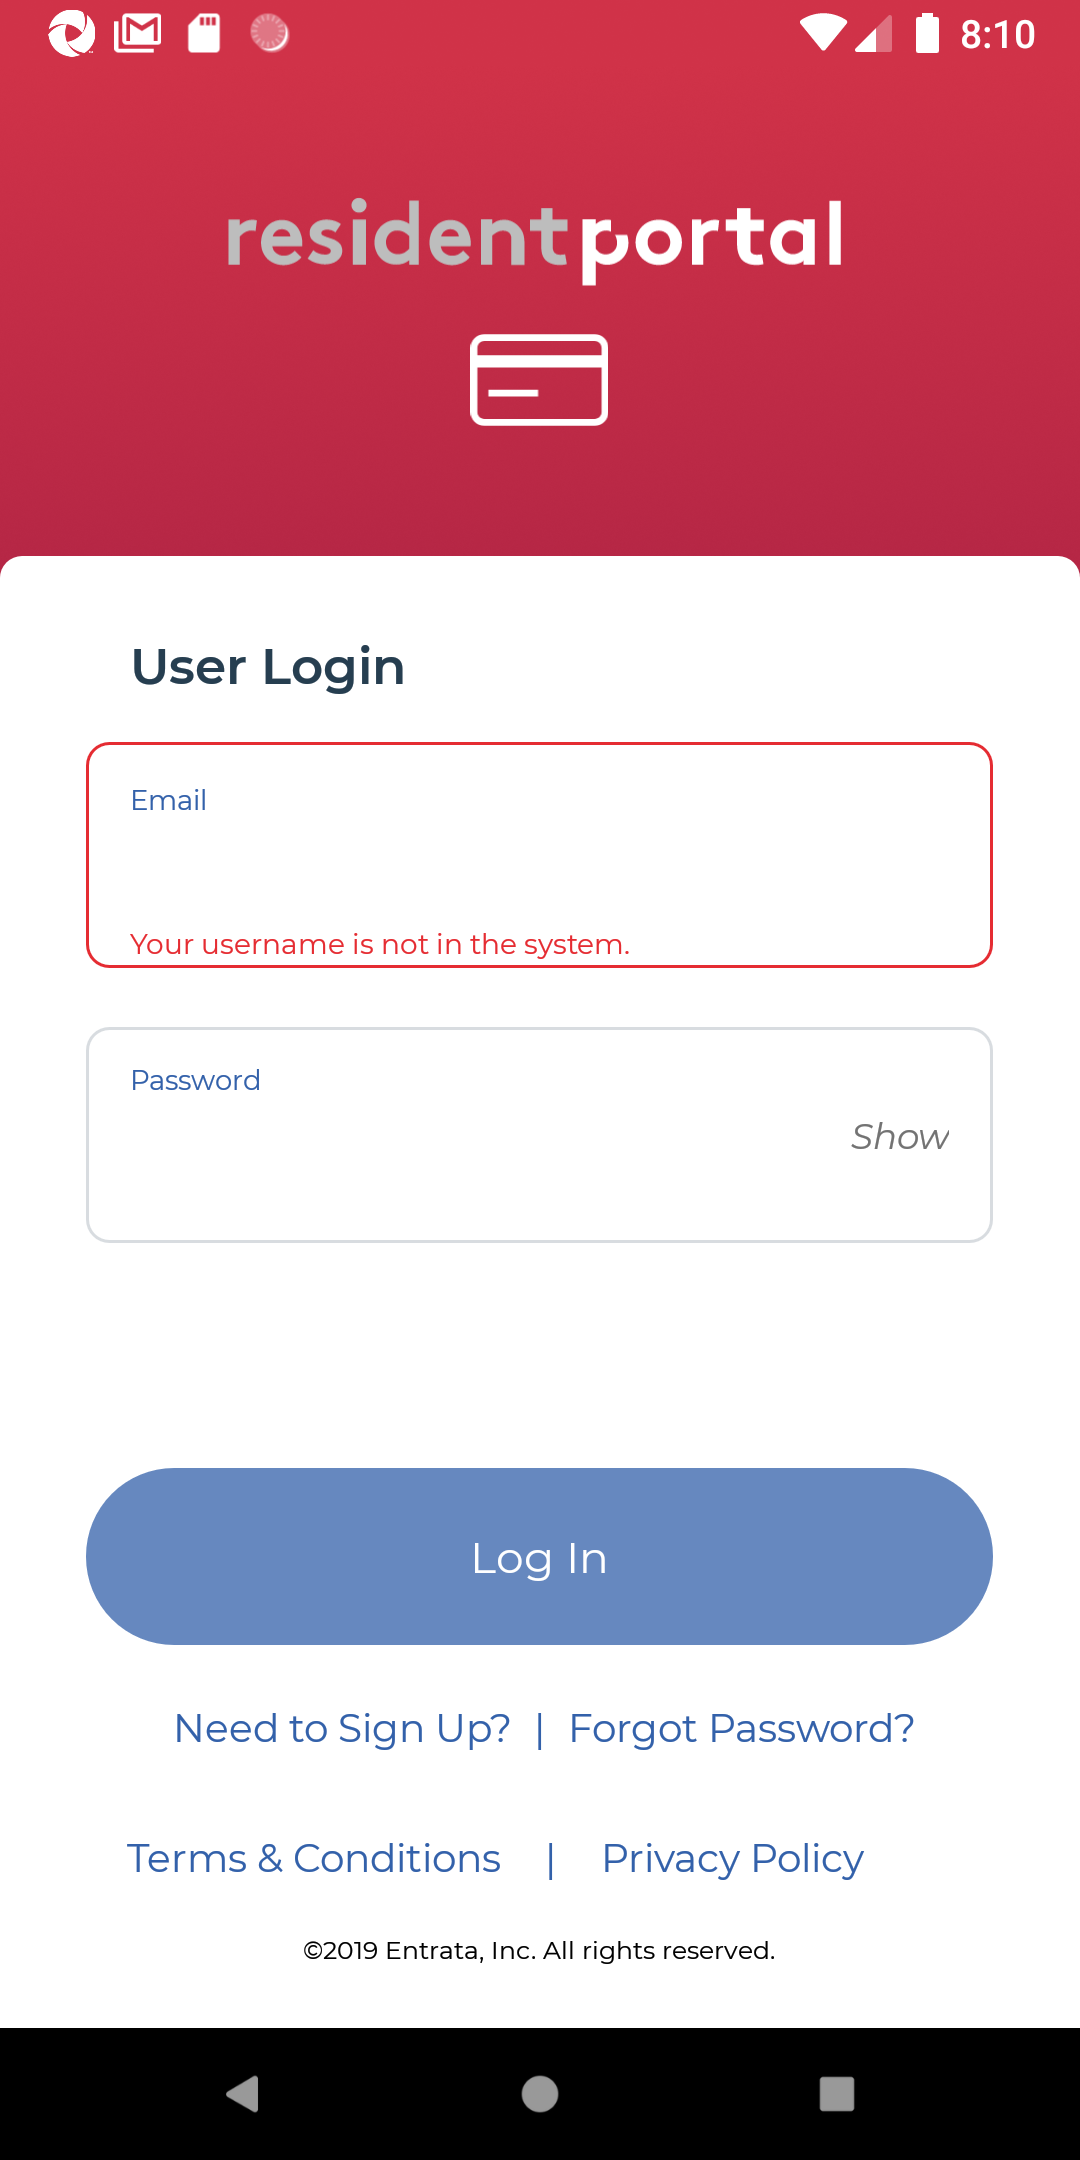 8:10
residentportal
User Login
Email
Your username is not in the system.
Password
Show
Log In
Need to Sign Up? | Forgot Password?
Terms & Conditions | Privacy Policy
©2019 Entrata, Inc. All rights reserved.